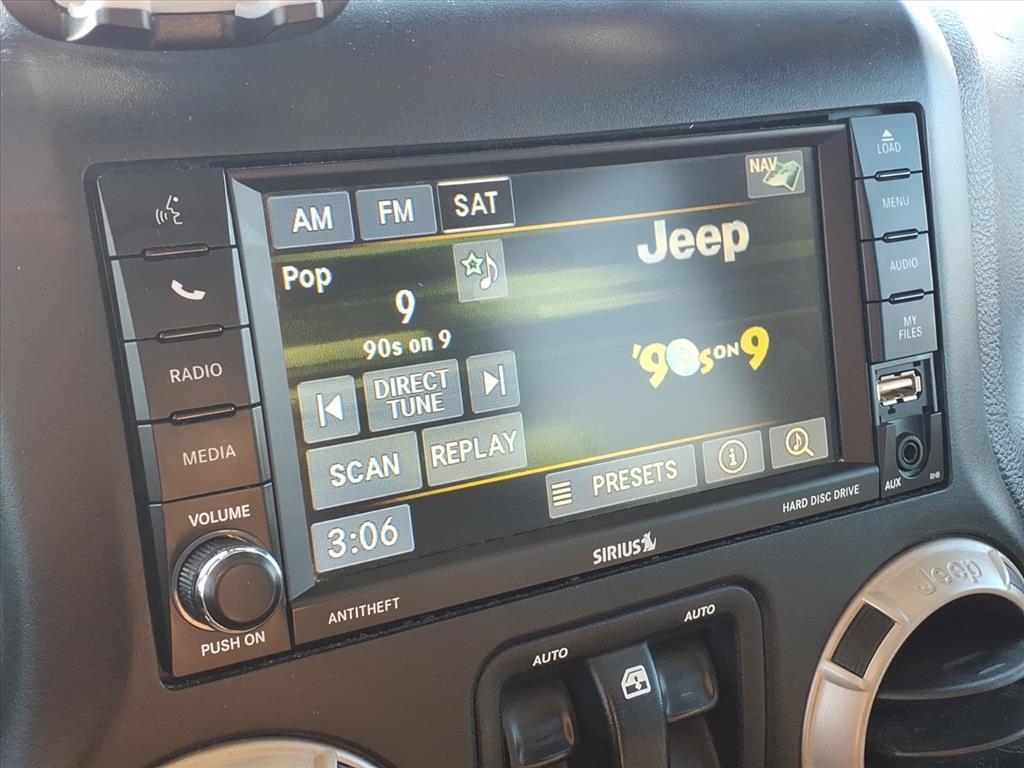 LOAD
MENU
AUDIO
MY
FILES
AM
FM
SAT
NAV
Pop
Jeep
9
90s on 9
'90s ON 9
RADIO
DIRECT
TUNE
MEDIA
SCAN
REPLAY
PRESETS
VOLUME
3:06
PUSH ON
ANTITHEFT
SIRIUS
HARD DISC DRIVE
AUX
RHB
AUTO
AUTO
Jeep